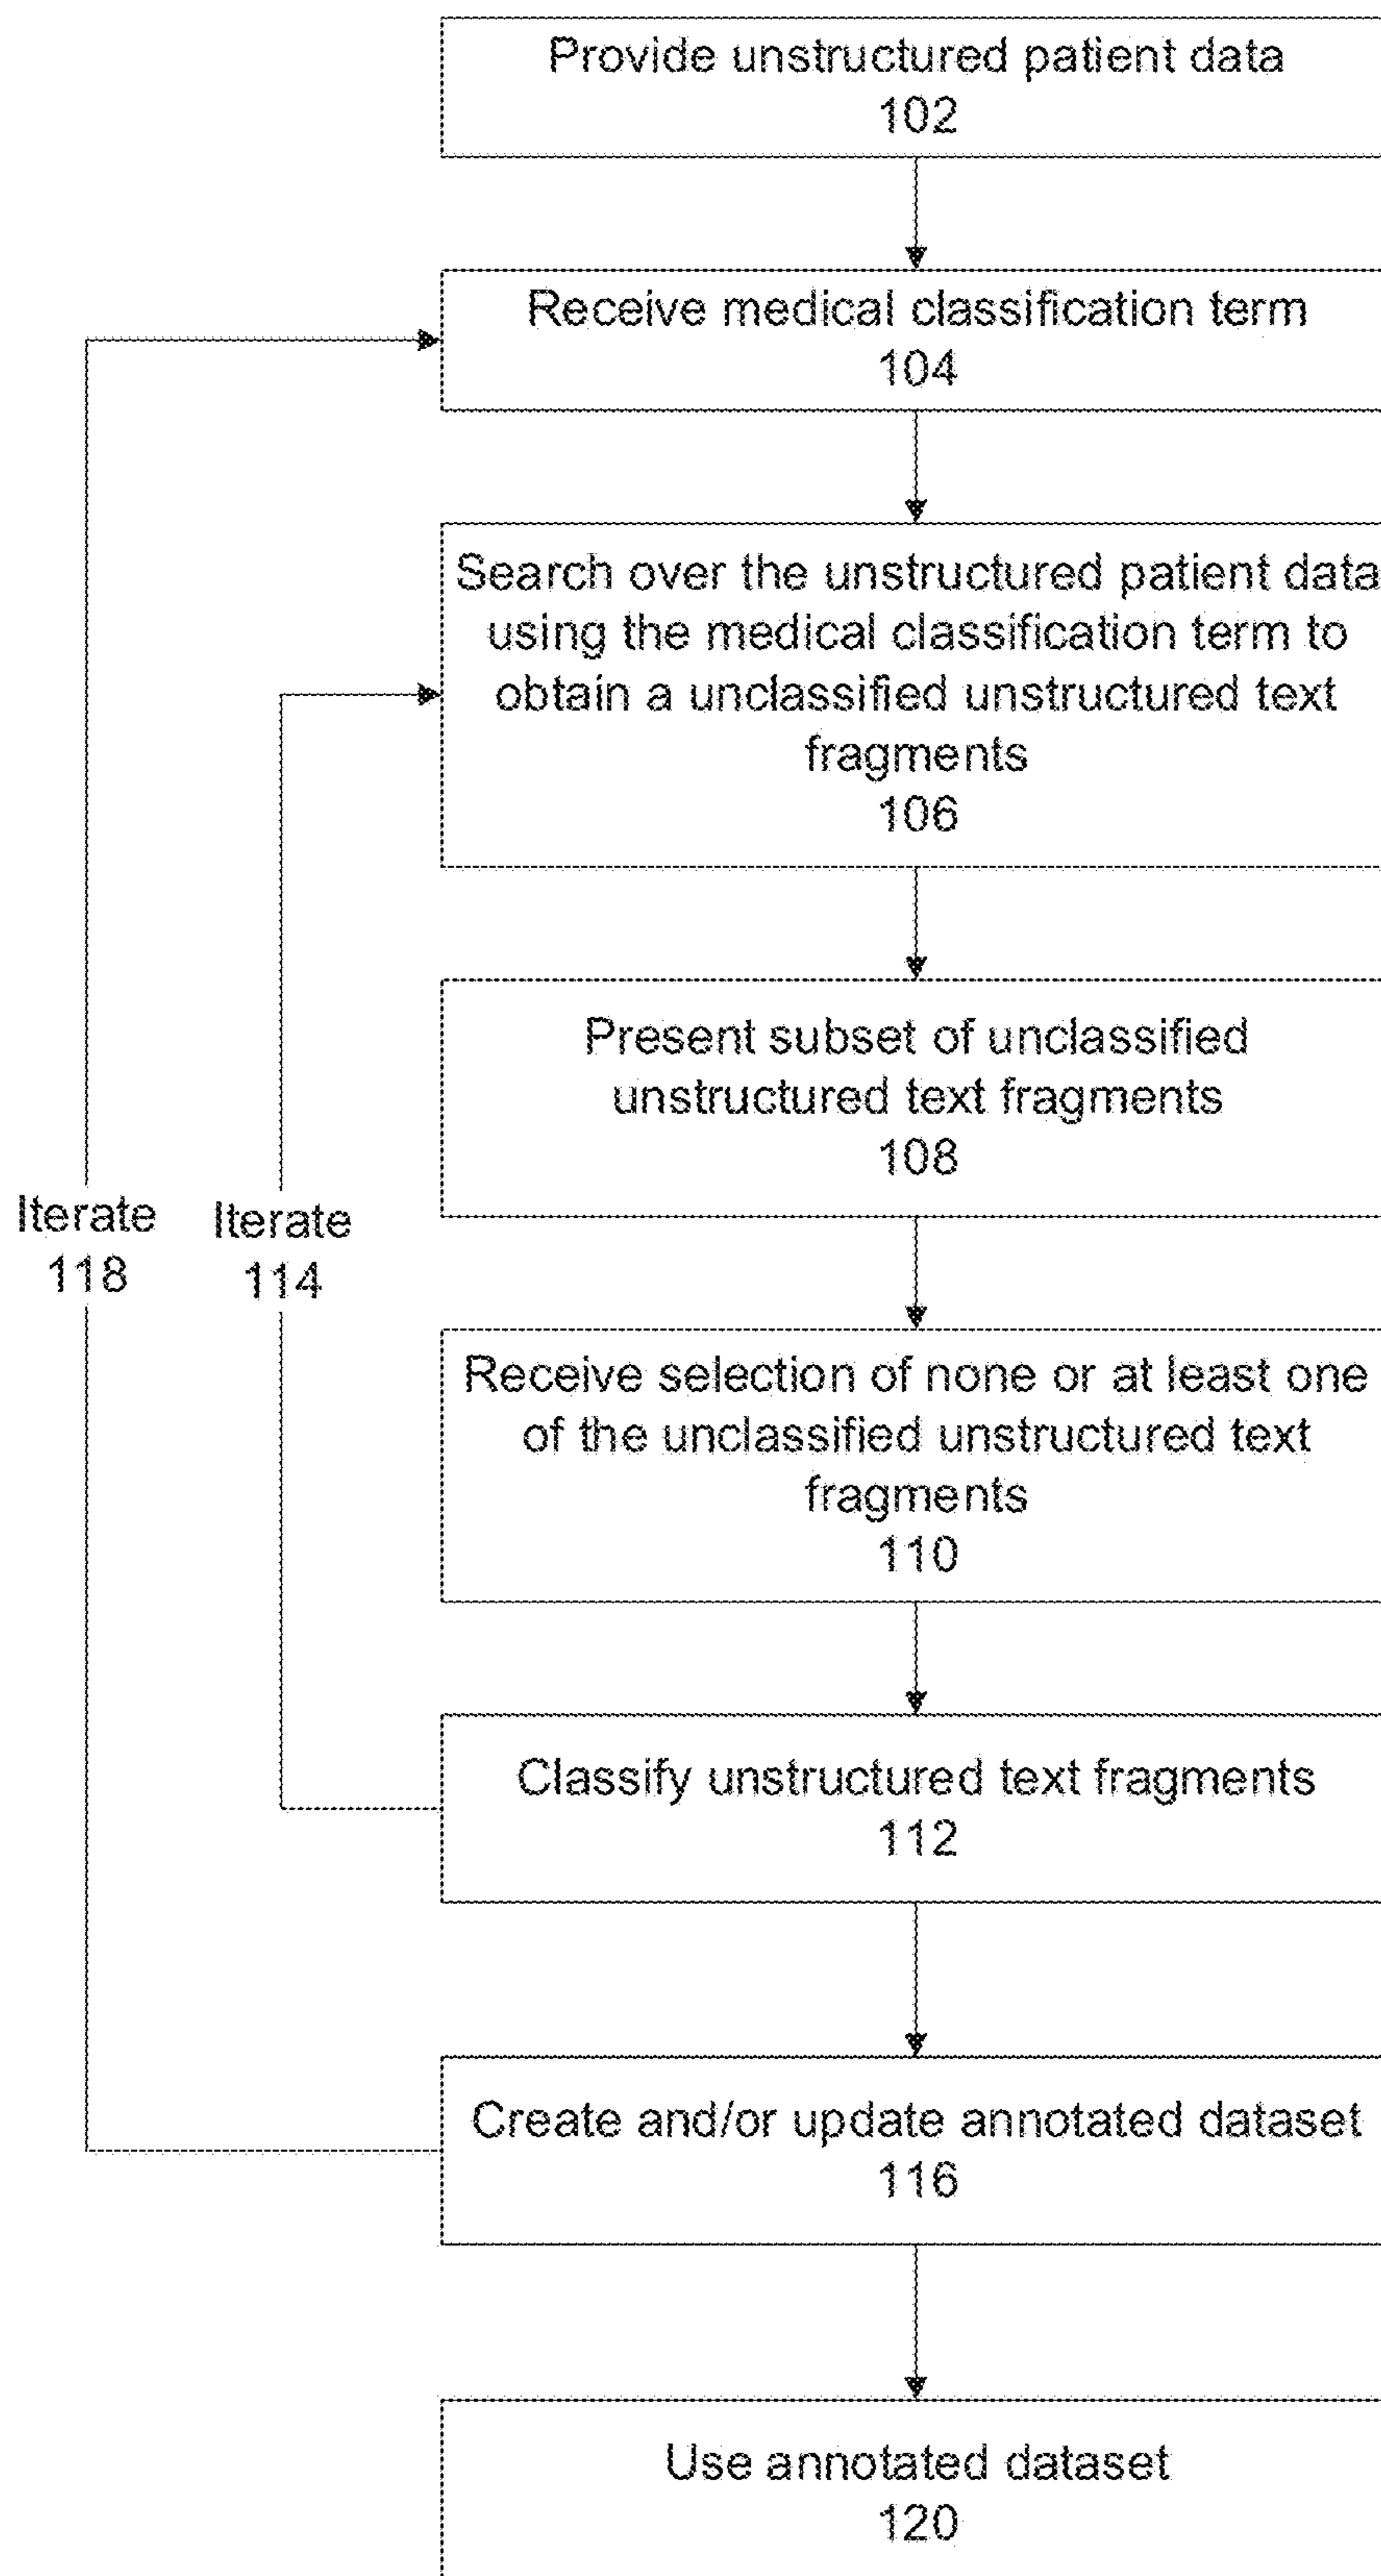 Provide unstructured patient data
102
Receive medical classification term
104
Search over the unstructured patient data
using the medical classification term to
obtain a unclassified unstructured text
fragments
106
Present subset of unclassified
unstructured text fragments
108
Iterate
118
Iterate
114
Receive selection of none or at least one
of the unclassified unstructured text
fragments
110
Classify unstructured text fragments
112
Create and/or update annotated dataset
116
Use annotated dataset
120